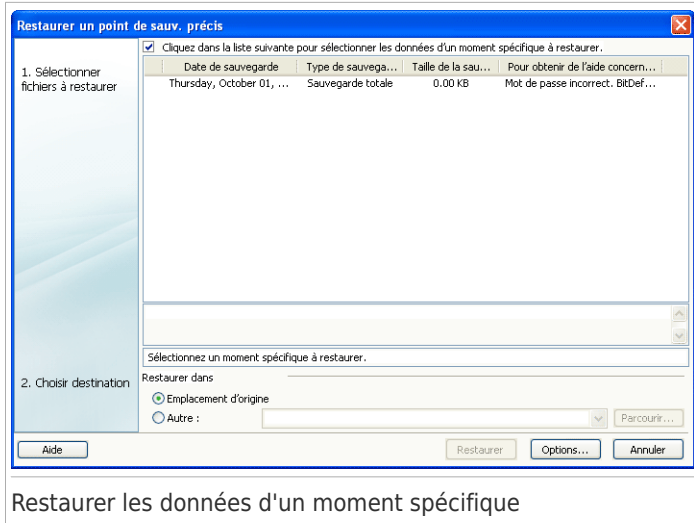 Restaurer un point de sauv. précis
Cliquez dans la liste suivante pour sélectionner les données d'un moment spécifique à restaurer.
1. Sélectionner
fichiers à restaurer
Date de sauvegarde Type de sauvega... Taille de la sau... Pour obtenir de l'aide concern...
Thursday, October 01, ... Sauvegarde totale 0.00 KB Mot de passe incorrect. BitDef...
Sélectionnez un moment spécifique à restaurer.
2. Choisir destination
Restaurer dans
Emplacement d'origine
Autre :
Parcourir...
Aide Restaurer Options... Annuler
Restaurer les données d'un moment spécifique